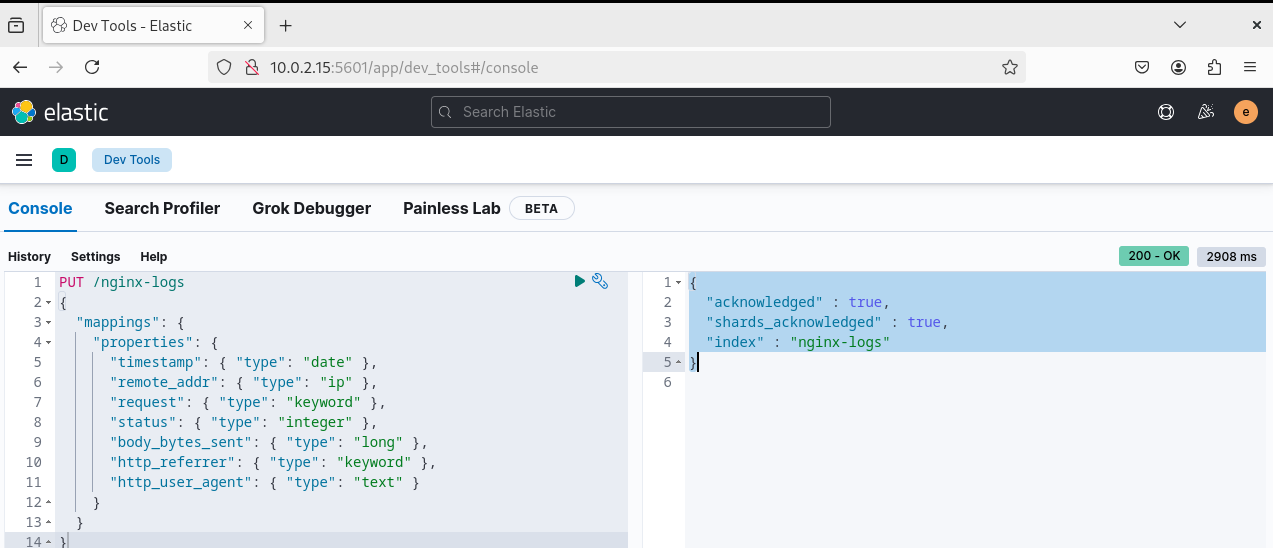 Dev Tools - Elastic
10.0.2.15:5601/app/dev_tools#/console
elastic
Search Elastic
e
D
Dev Tools
Console
Search Profiler
Grok Debugger
Painless Lab
BETA
History
Settings
Help
200 - OK
2908 ms
1 PUT /nginx-logs
2 {
3 "mappings": {
4 "properties": {
5 "timestamp": { "type": "date" },
6 "remote_addr": { "type": "ip" },
7 "request": { "type": "keyword" },
8 "status": { "type": "integer" },
9 "body_bytes_sent": { "type": "long" },
10 "http_referrer": { "type": "keyword" },
11 "http_user_agent": { "type": "text" }
12 }
13 }
14 }
1 {
2 "acknowledged" : true,
3 "shards_acknowledged" : true,
4 "index" : "nginx-logs"
5 }
6